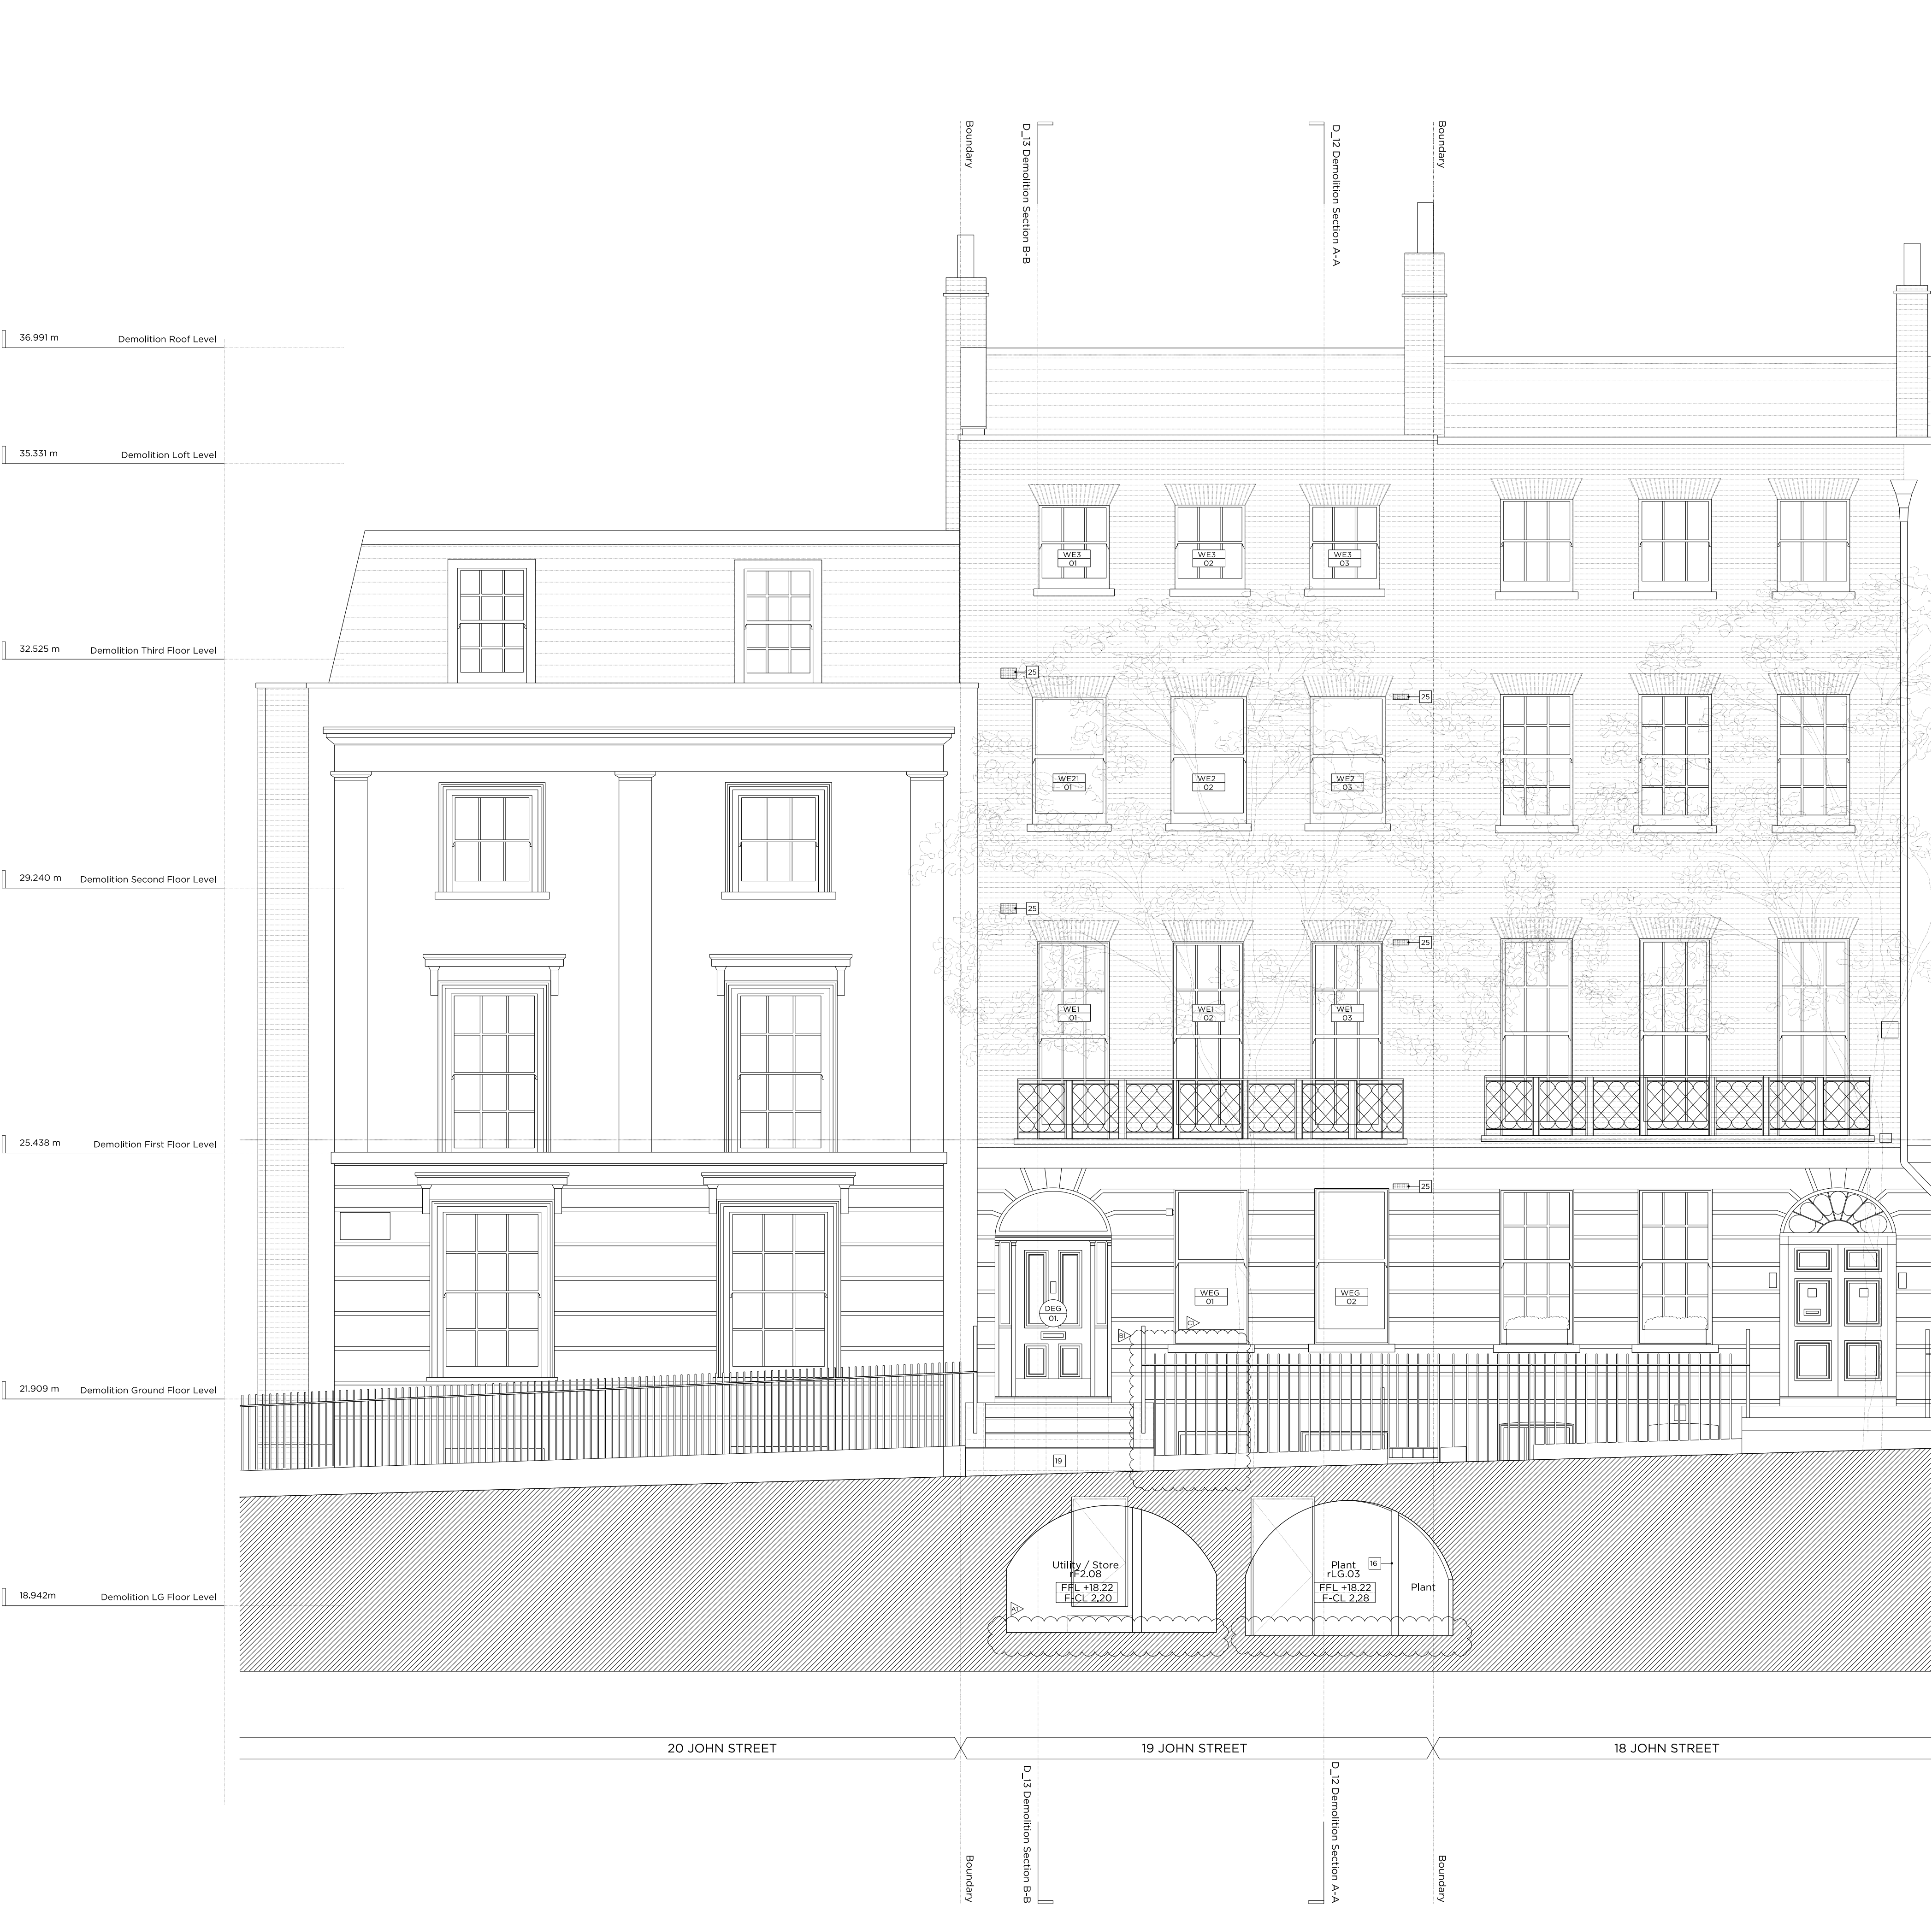 Boundary
D_13 Demolition Section B-B
D_12 Demolition Section A-A
Boundary
36.991 m Demolition Roof Level
35.331 m Demolition Loft Level
WE3
01
WE3
02
WE3
03
32.525 m Demolition Third Floor Level
25
25
WE2
01
WE2
02
WE2
03
29.240 m Demolition Second Floor Level
25
25
WE1
01
WE1
02
WE1
03
25.438 m Demolition First Floor Level
25
WEG
01
WEG
02
DEG
01.
C1
B1
21.909 m Demolition Ground Floor Level
19
Utility / Store
rF2.08
FFL +18.22
F-CL 2.20
A1
Plant
rLG.03
FFL +18.22
F-CL 2.28
16
Plant
18.942m Demolition LG Floor Level
20 JOHN STREET
19 JOHN STREET
18 JOHN STREET
D_13 Demolition Section B-B
D_12 Demolition Section A-A
Boundary
Boundary